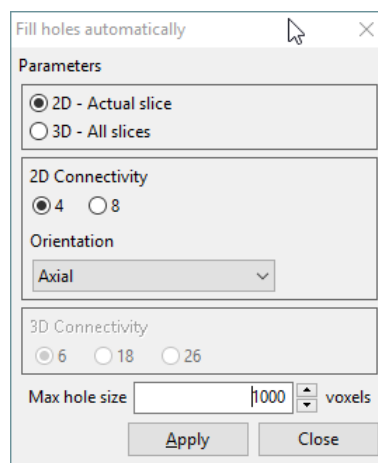 Fill holes automatically
Parameters
2D - Actual slice
3D - All slices
2D Connectivity
4 8
Orientation
Axial
3D Connectivity
6 18 26
Max hole size 1000 voxels
Apply Close